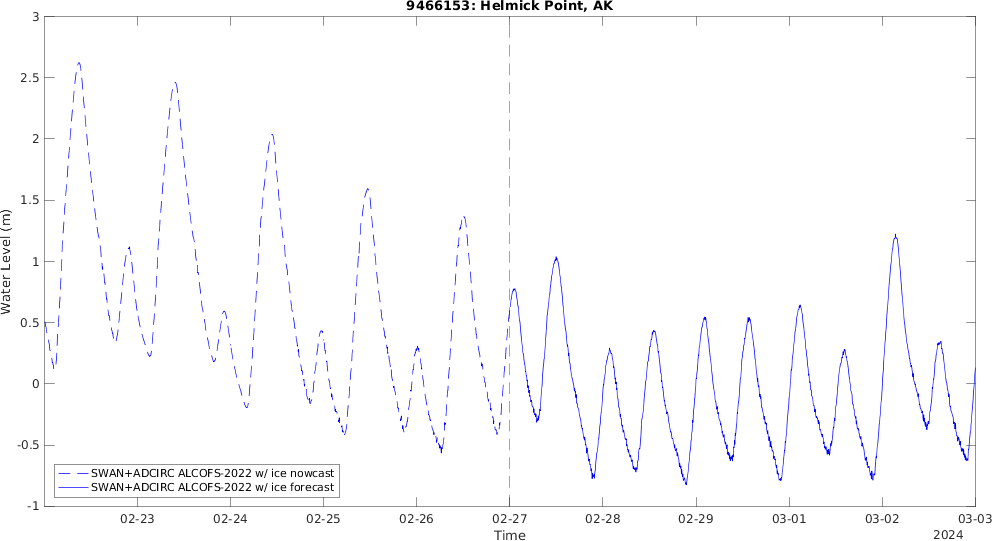 9466153: Helmick Point, AK
3
2.5
2
1.5
1
0.5
0
-0.5
-1
Water Level (m)
SWAN+ADCIRC ALCOFS-2022 w/ ice nowcast
SWAN+ADCIRC ALCOFS-2022 w/ ice forecast
02-23 02-24 02-25 02-26 02-27 02-28 02-29 03-01 03-02 03-03
Time 2024